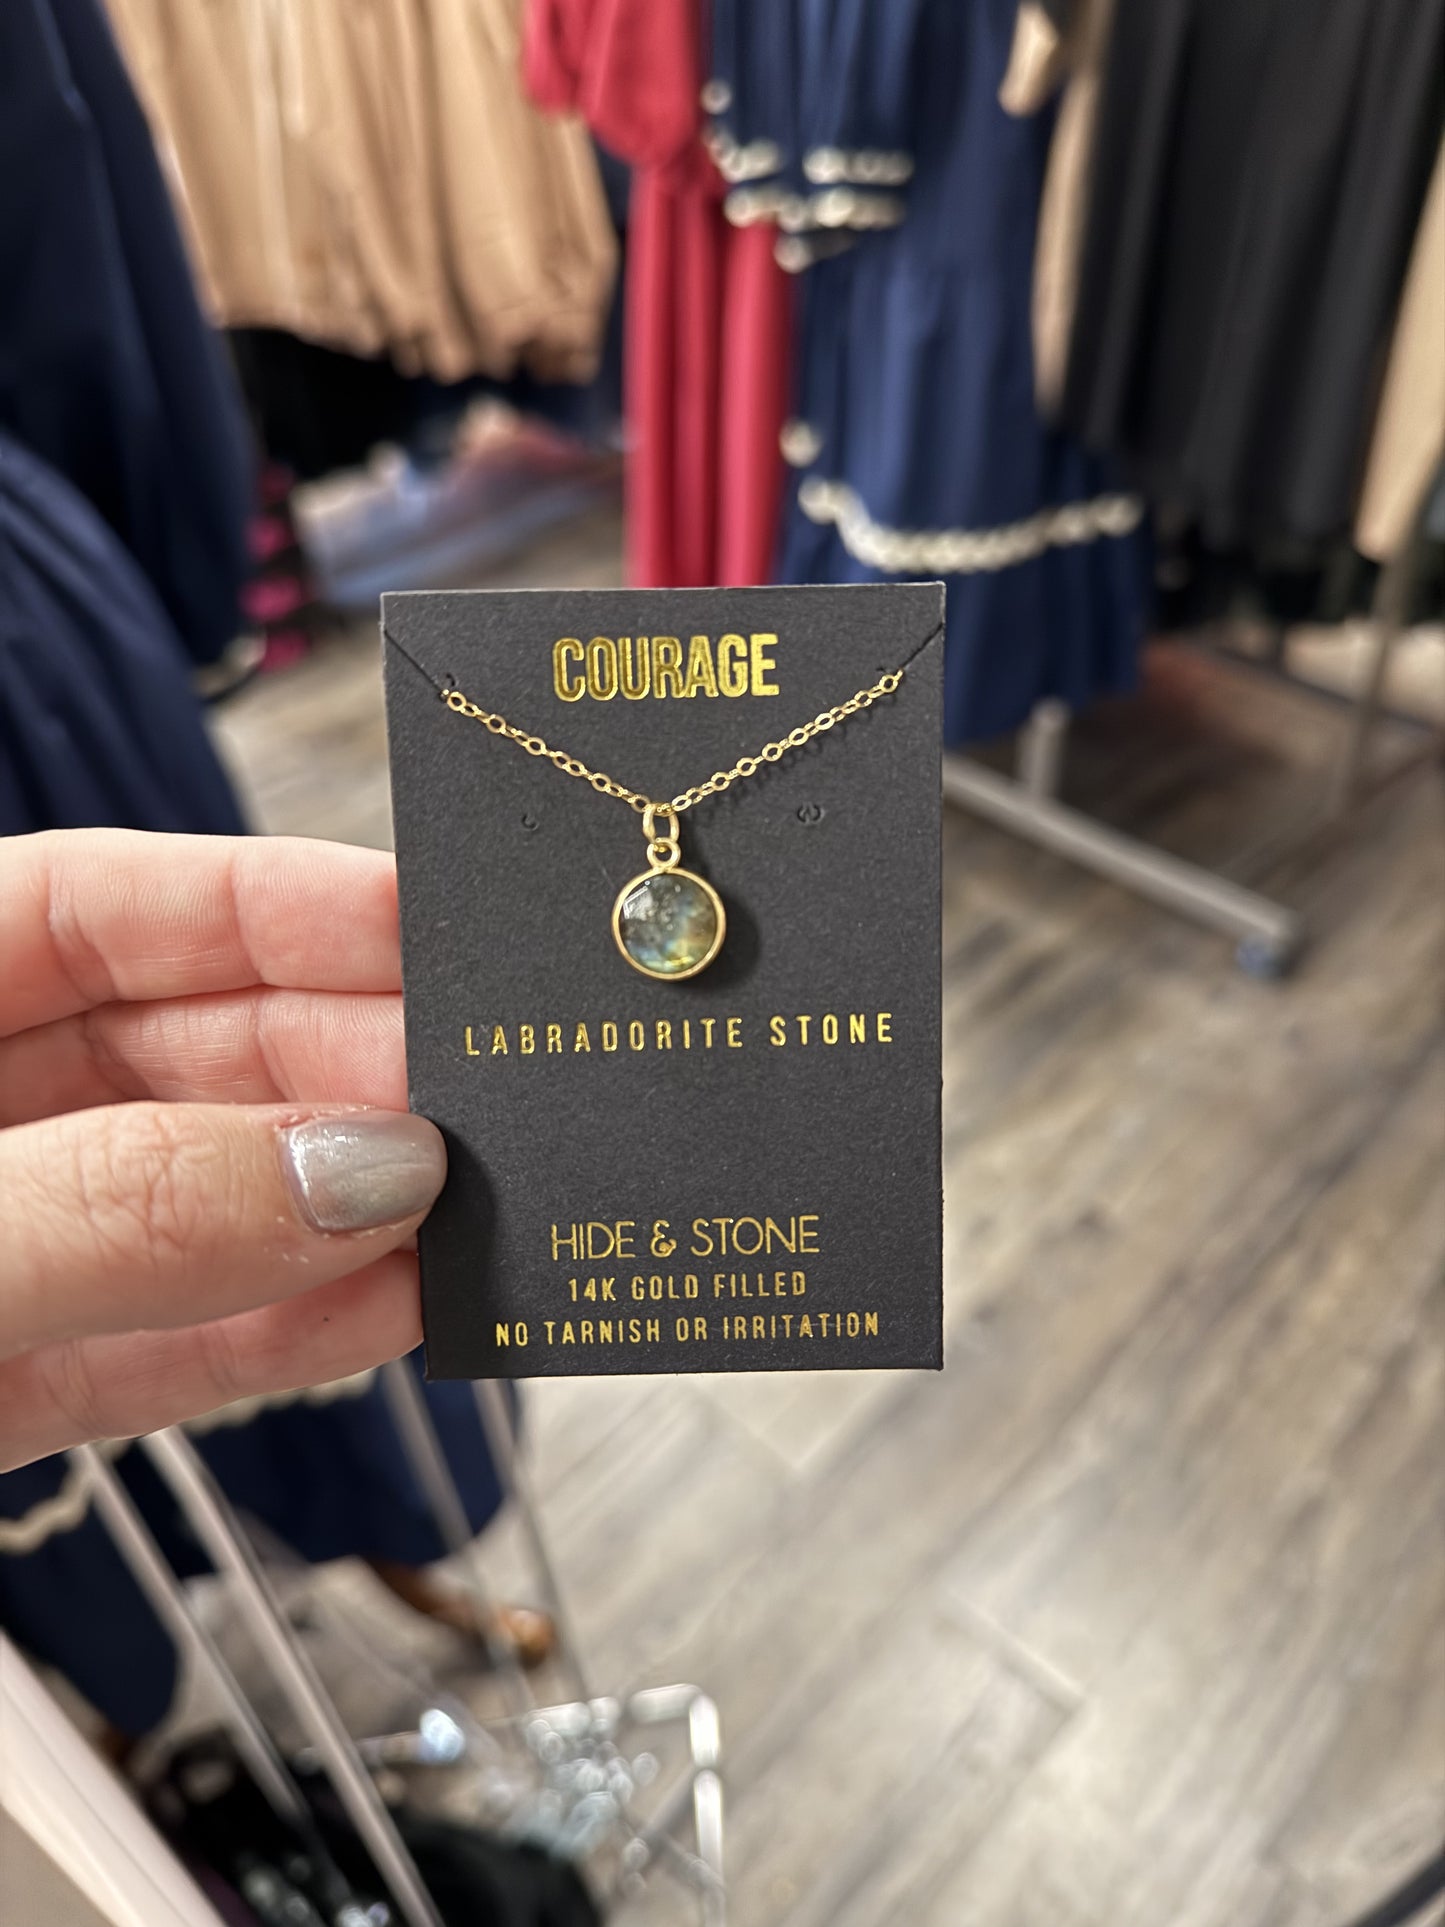 COURAGE
LABRADORITE STONE
HIDE & STONE
14K GOLD FILLED
NO TARNISH OR IRRITATION